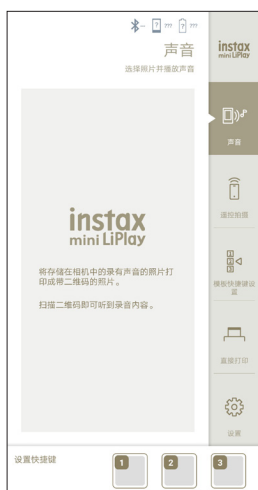 ??? ???
声音
选择照片并播放声音
instax
mini LiPlay
声音
遥控拍摄
模板快捷键设
置
直接打印
设置
instax
mini LiPlay
将存储在相机中的录有声音的照片打
印成带二维码的照片。
扫描二维码即可听到录音内容。
设置快捷键
1 2 3